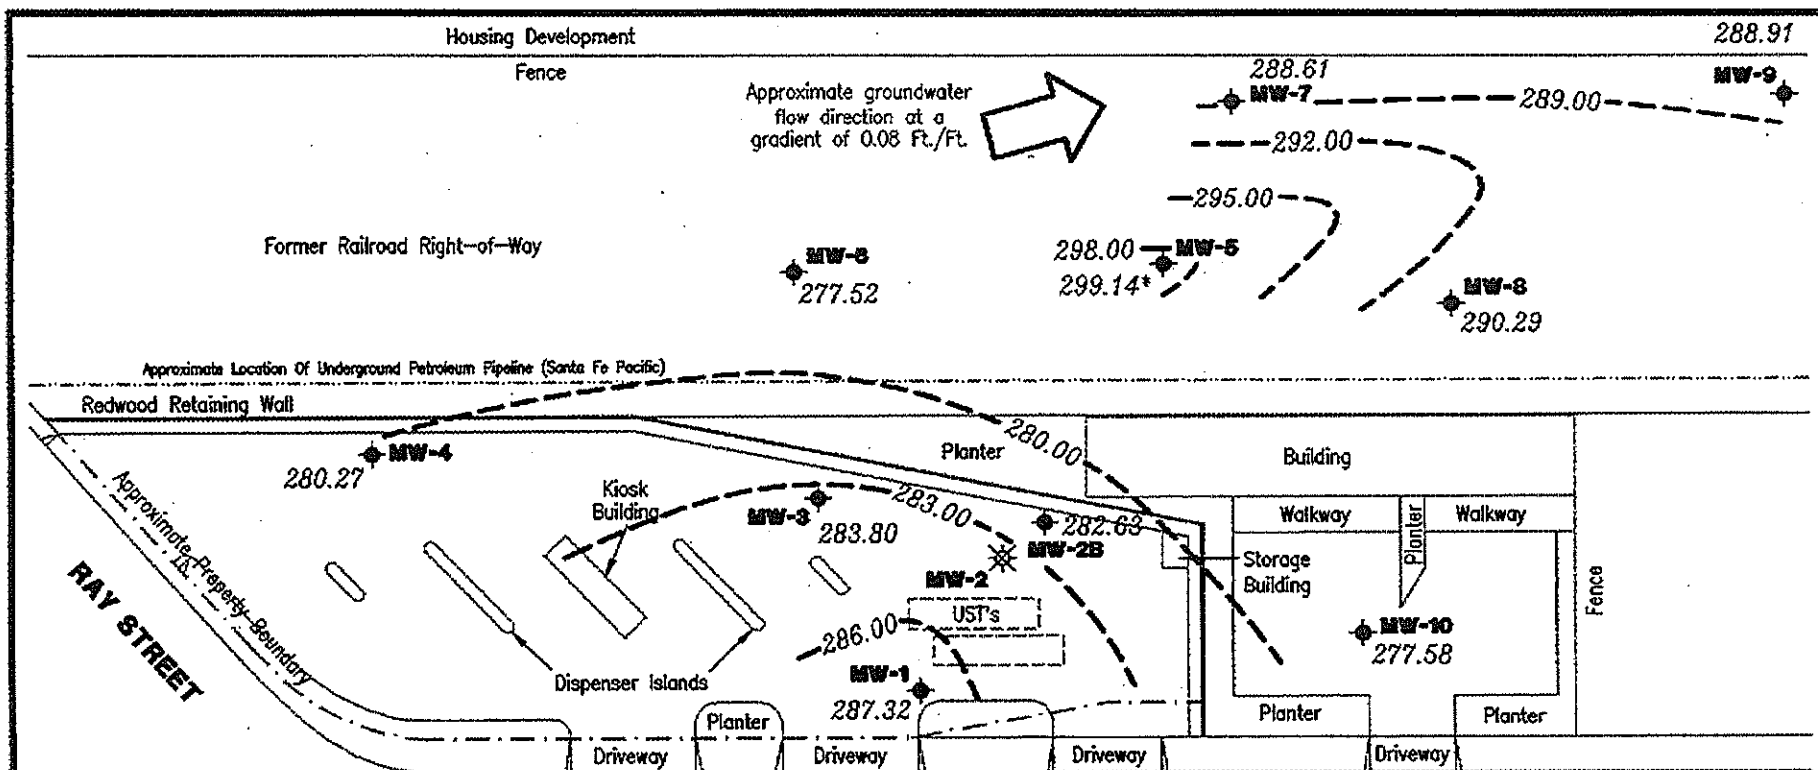 Housing Development
288.91
Fence
MW-9
Approximate groundwater
flow direction at a
gradient of 0.08 Ft./Ft.
288.61
MW-7
289.00
292.00
295.00
Former Railroad Right-of-Way
MW-6
277.52
298.00
MW-5
299.14*
MW-8
290.29
Approximate Location Of Underground Petroleum Pipeline (Santa Fe Pacific)
Redwood Retaining Wall
MW-4
280.27
Planter
280.00
Building
Kiosk
Building
MW-3
283.80
283.00
282.63
MW-2B
MW-2
Walkway
Planter
Walkway
Storage
Building
Fence
Approximate Property Boundary
RAY STREET
UST's
286.00
MW-10
277.58
Dispenser Islands
MW-1
287.32
Planter
Planter
Planter
Driveway
Driveway
Driveway
Driveway